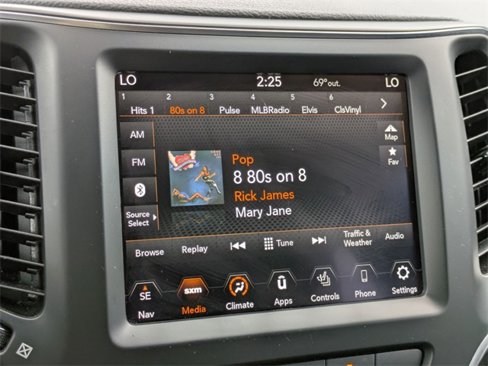 LO 2:25 69°out. LO
1 2 3 4 5 6
Hits 1 80s on 8 Pulse MLBRadio Elvis ClsVinyl
AM
Map
FM
Pop
Fav
8 80s on 8
Rick James
Source
Select
Mary Jane
Browse Replay Tune Traffic & Weather Audio
SE sxm ū
Nav Media Climate Apps Controls Phone Settings